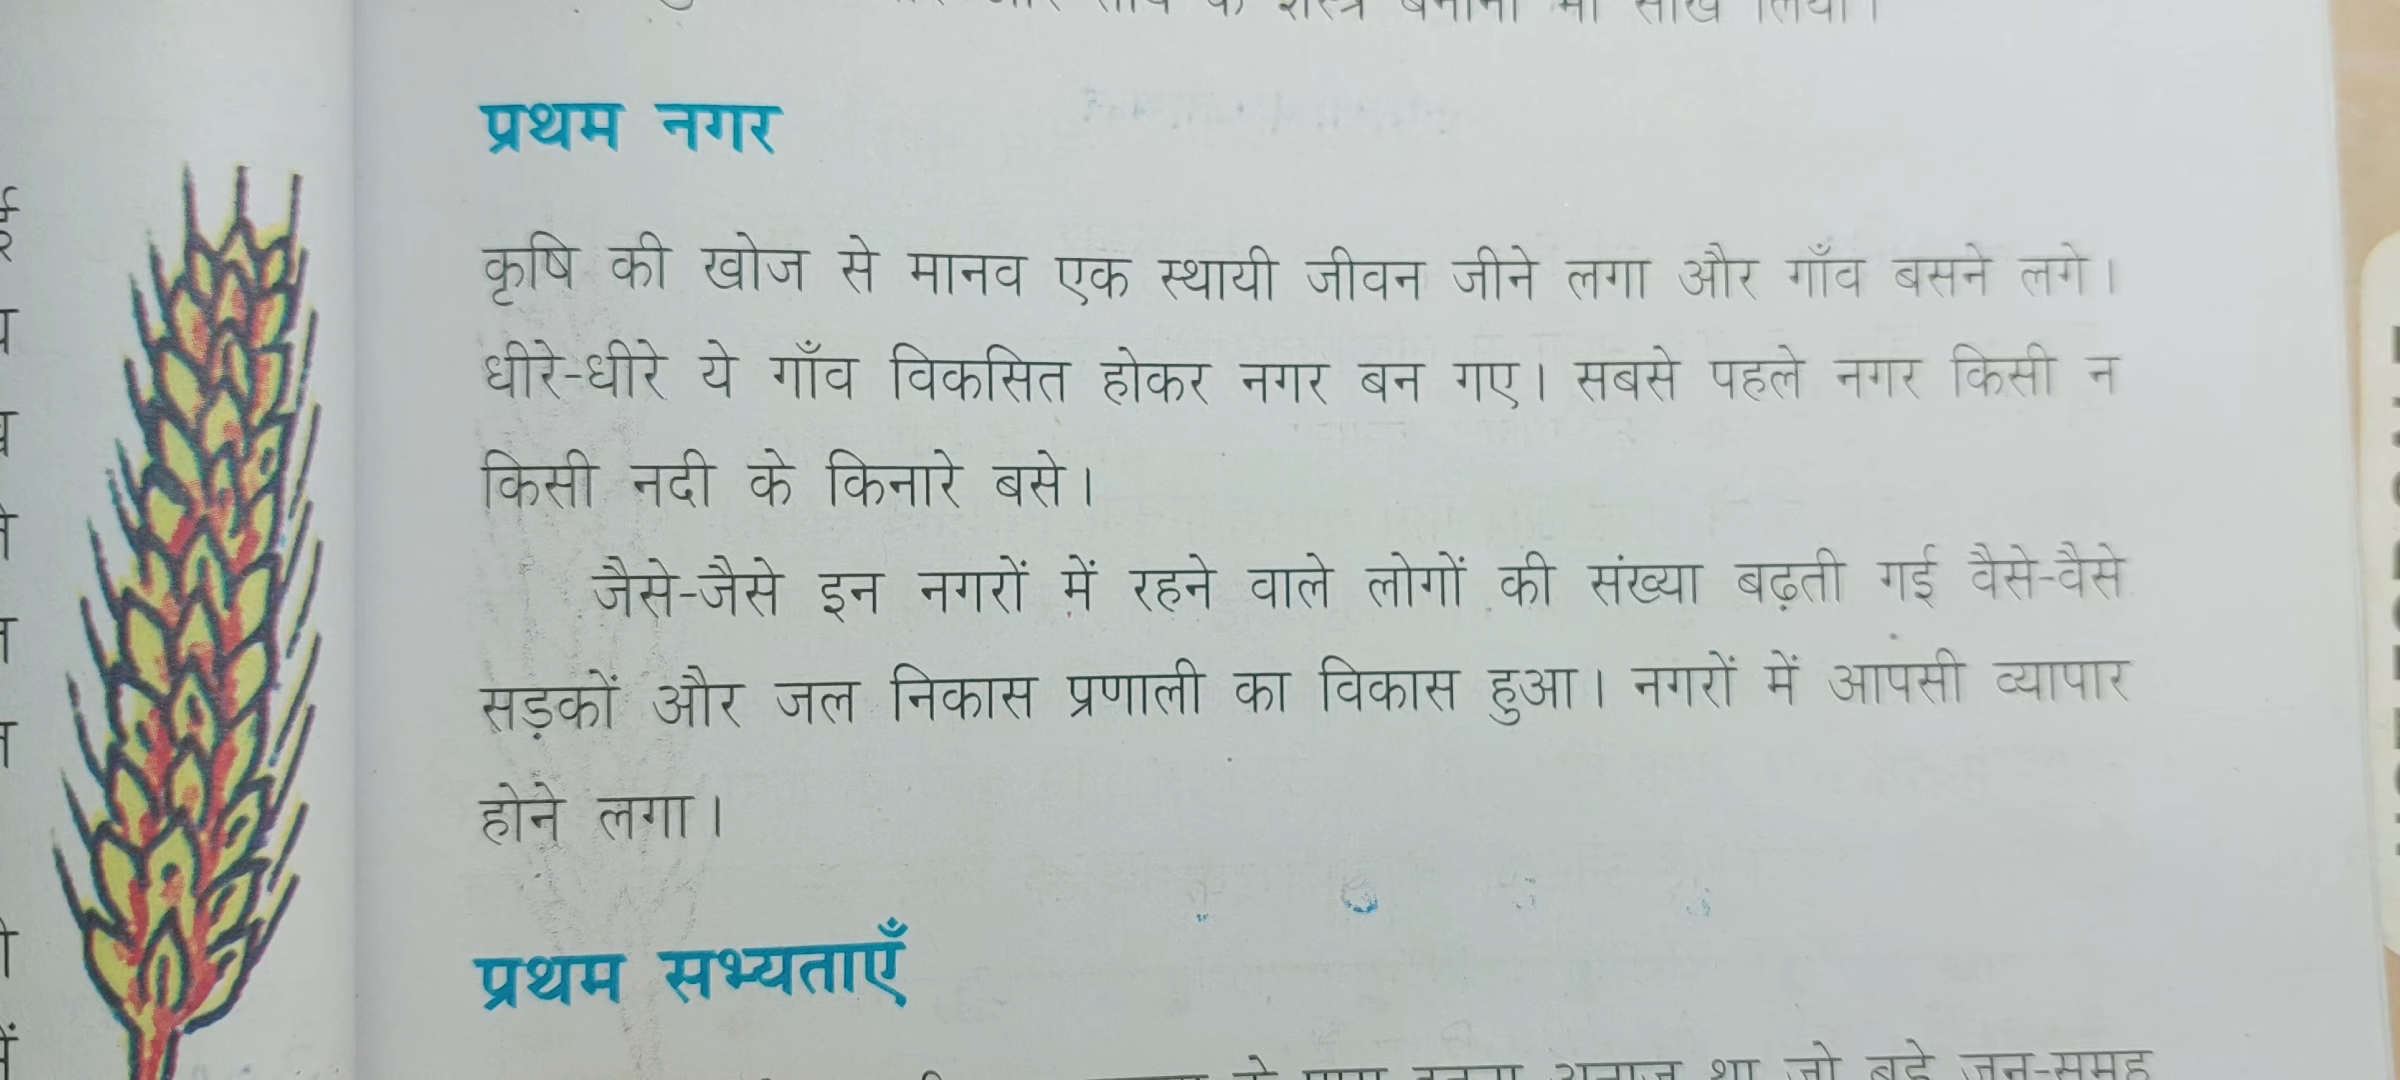 प्रथम नगर
कृषि की खोज से मानव एक स्थायी जीवन जीने लगा और गाँव बसने लगे।
धीरे-धीरे ये गाँव विकसित होकर नगर बन गए। सबसे पहले नगर किसी न
किसी नदी के किनारे बसे।
जैसे-जैसे इन नगरों में रहने वाले लोगों की संख्या बढ़ती गई वैसे-वैसे
सड़कों और जल निकास प्रणाली का विकास हुआ। नगरों में आपसी व्यापार
होने लगा।
प्रथम सभ्यताएँ